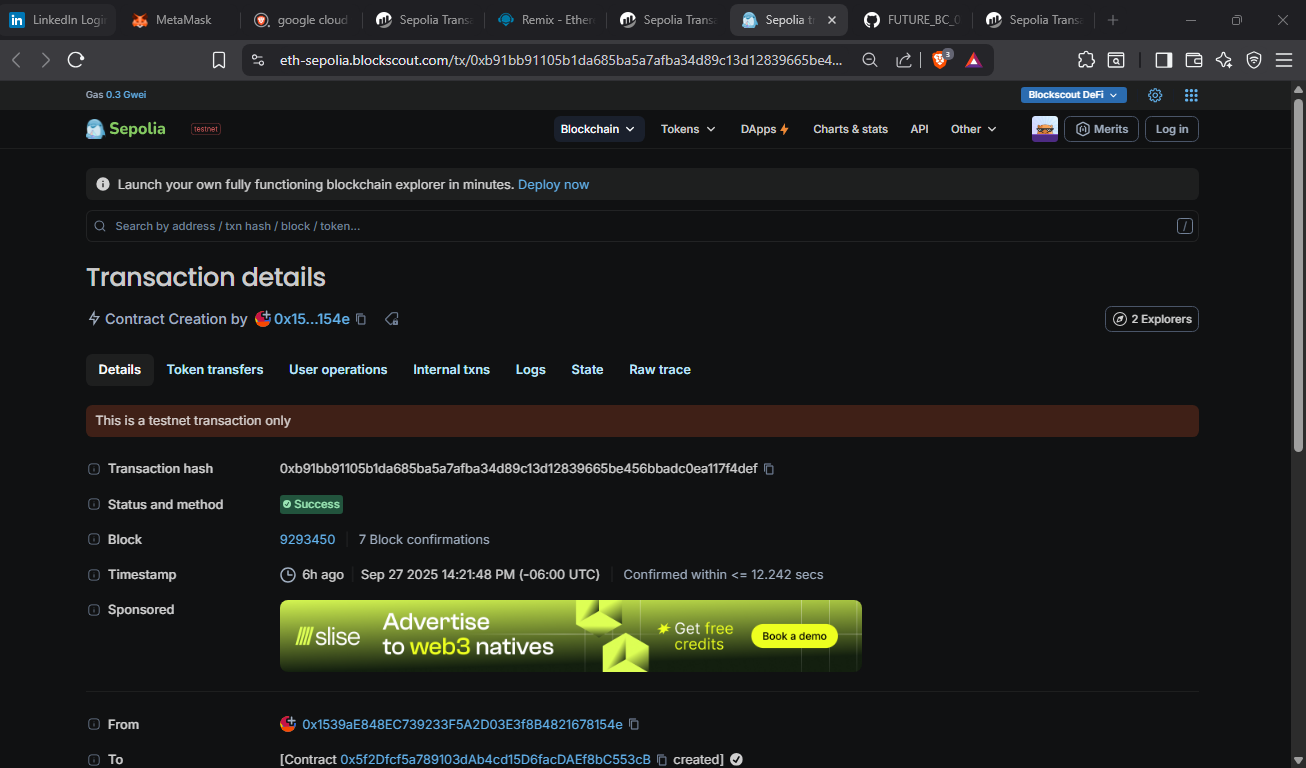 LinkedIn Login
MetaMask
google cloud
Sepolia Transa
Remix - Ether
Sepolia Transa
Sepolia tr
FUTURE_BC_0
Sepolia Transa
eth-sepolia.blockscout.com/tx/0xb91bb91105b1da685ba5a7afba34d89c13d12839665be4...
3
Gas 0.3 Gwei
Blockscout DeFi
Sepolia
testnet
Blockchain
Tokens
DApps
Charts & stats
API
Other
Merits
Log in
Launch your own fully functioning blockchain explorer in minutes. Deploy now
Search by address / txn hash / block / token...
/
Transaction details
Contract Creation by 0x15...154e
2 Explorers
Details
Token transfers
User operations
Internal txns
Logs
State
Raw trace
This is a testnet transaction only
Transaction hash
0xb91bb91105b1da685ba5a7afba34d89c13d12839665be456bbadc0ea117f4def
Status and method
Success
Block
9293450
7 Block confirmations
Timestamp
6h ago
Sep 27 2025 14:21:48 PM (-06:00 UTC)
Confirmed within <= 12.242 secs
Sponsored
slise
Advertise
to web3 natives
Get free
credits
Book a demo
From
0x1539aE848EC739233F5A2D03E3f8B4821678154e
To
[Contract 0x5f2Dfcf5a789103dAb4cd15D6facDAEf8bC553cB created]